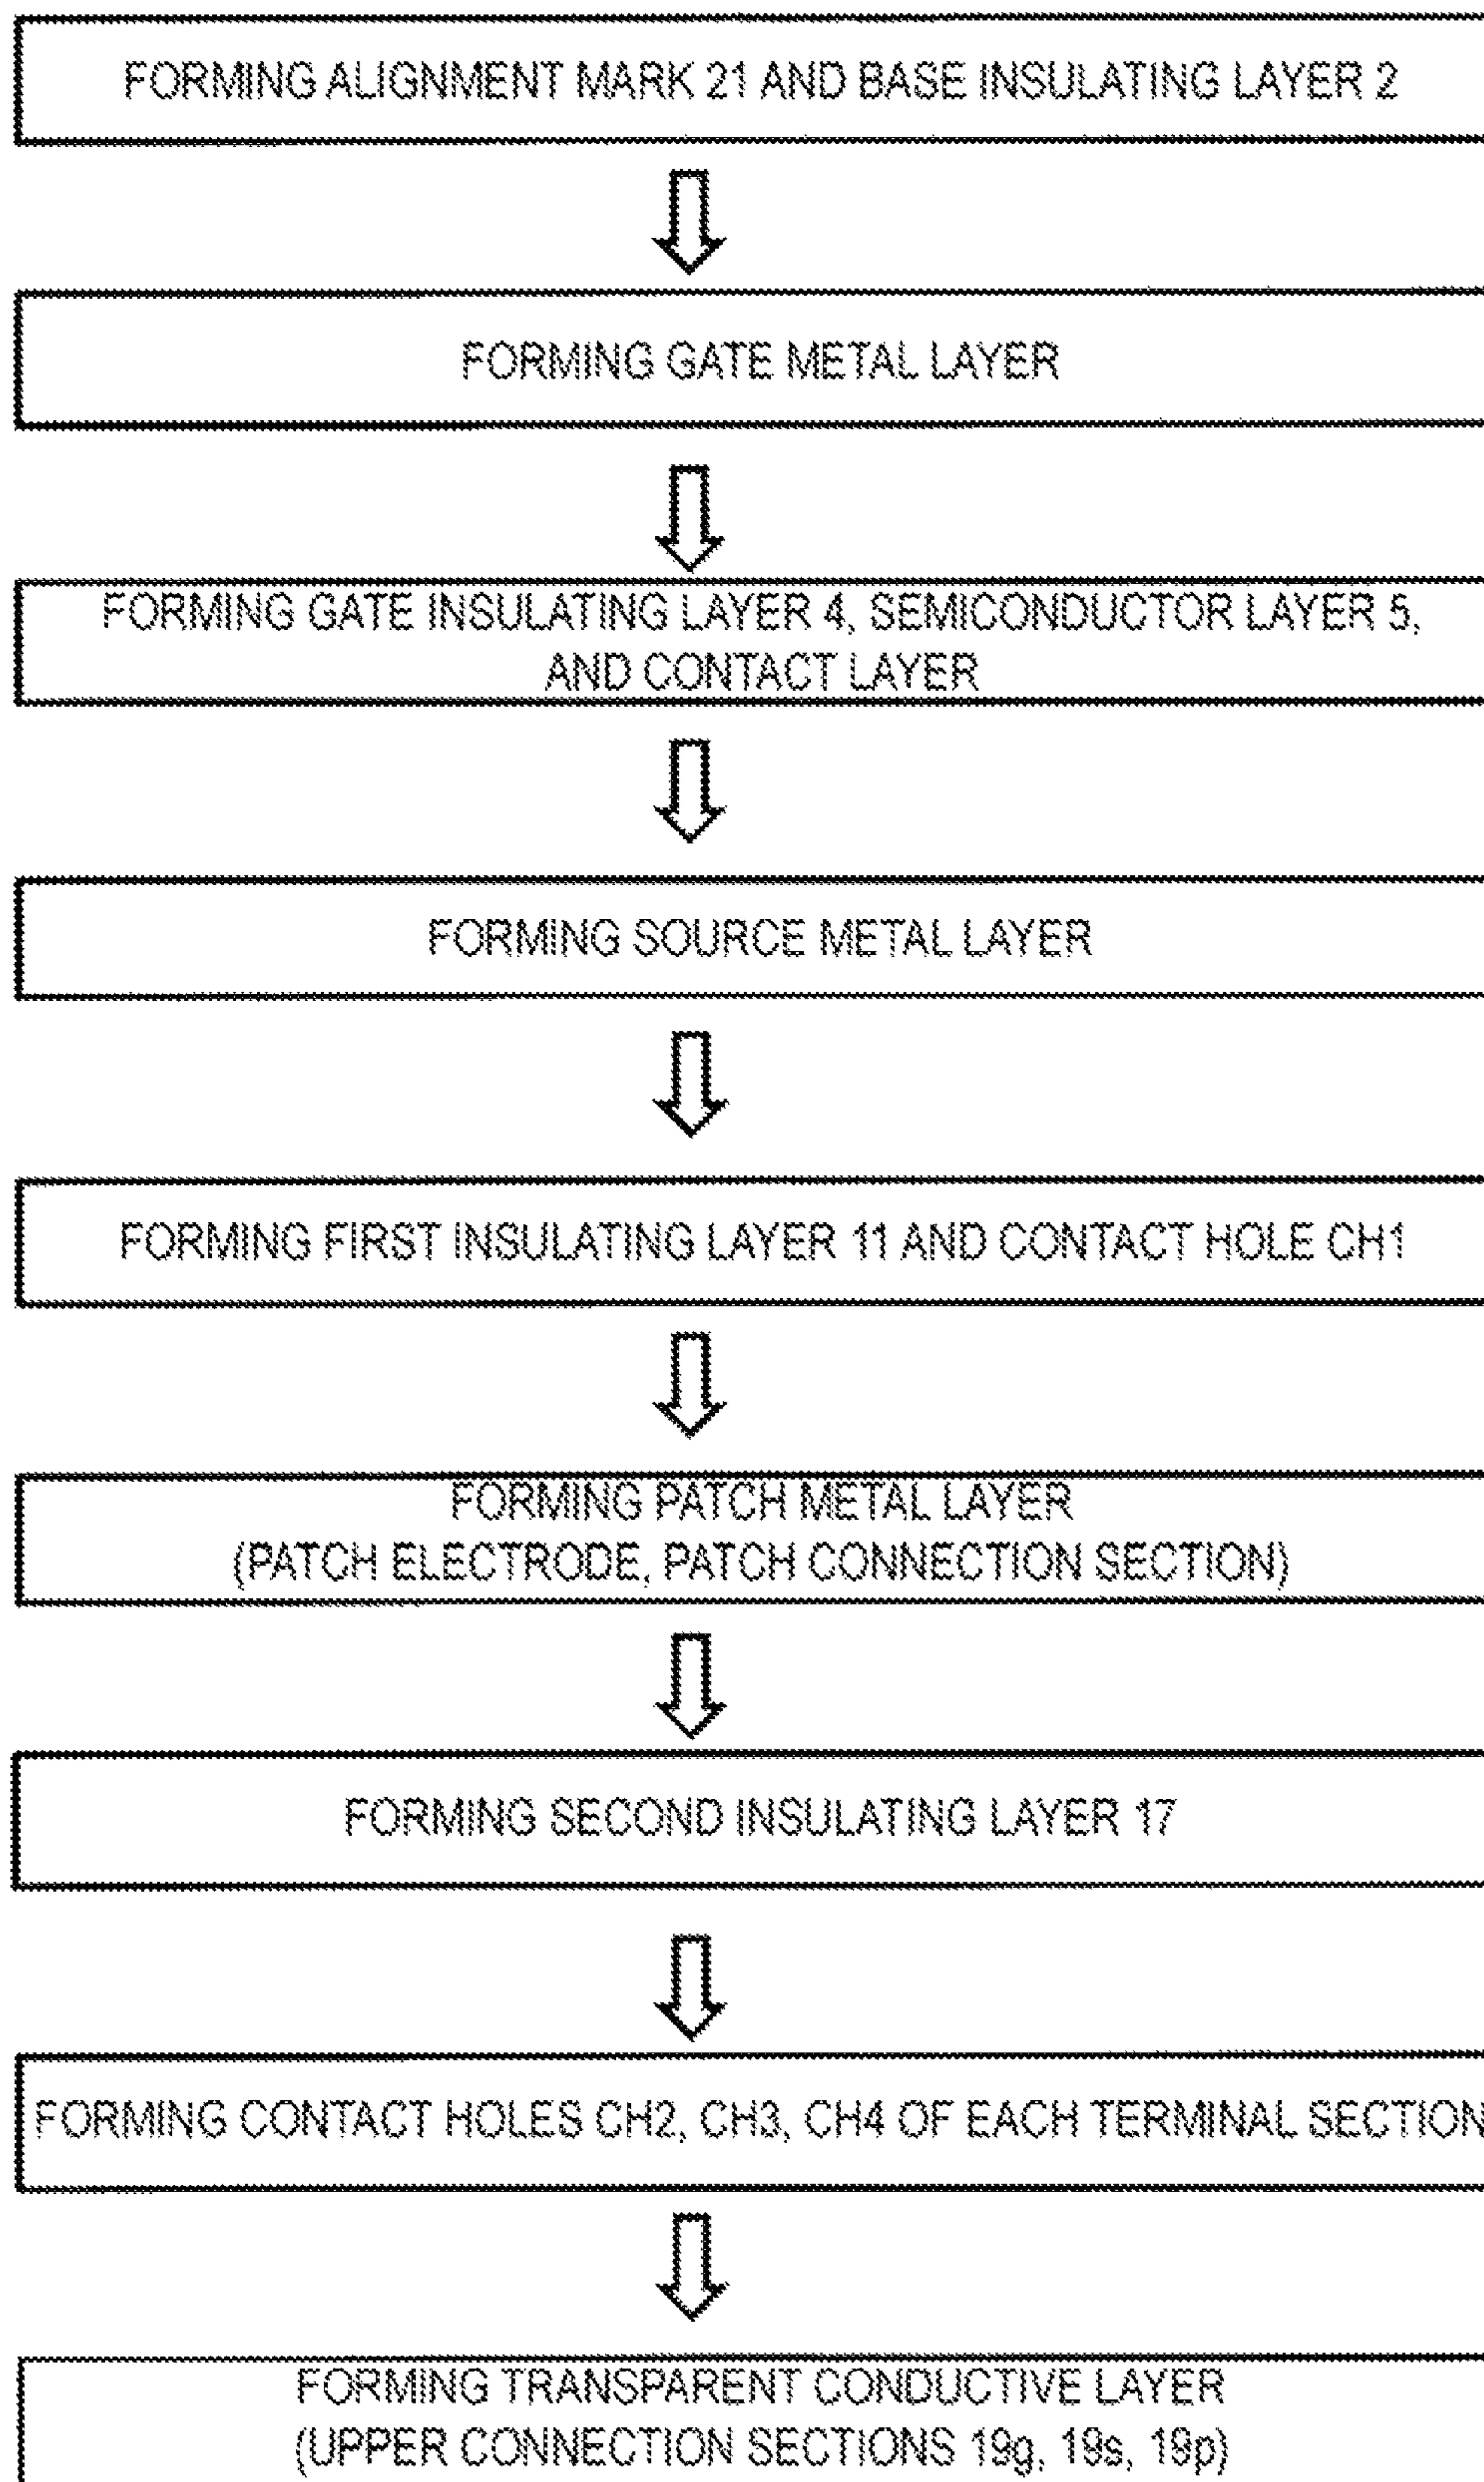 FORMING ALIGNMENT MARK 21 AND BASE INSULATING LAYER 2
FORMING GATE METAL LAYER
FORMING GATE INSULATING LAYER 4, SEMICONDUCTOR LAYER 5,
AND CONTACT LAYER
FORMING SOURCE METAL LAYER
FORMING FIRST INSULATING LAYER 11 AND CONTACT HOLE CH1
FORMING PATCH METAL LAYER
(PATCH ELECTRODE, PATCH CONNECTION SECTION)
FORMING SECOND INSULATING LAYER 17
FORMING CONTACT HOLES CH2, CH3, CH4 OF EACH TERMINAL SECTION
FORMING TRANSPARENT CONDUCTIVE LAYER
(UPPER CONNECTION SECTIONS 19g, 19s, 19p)